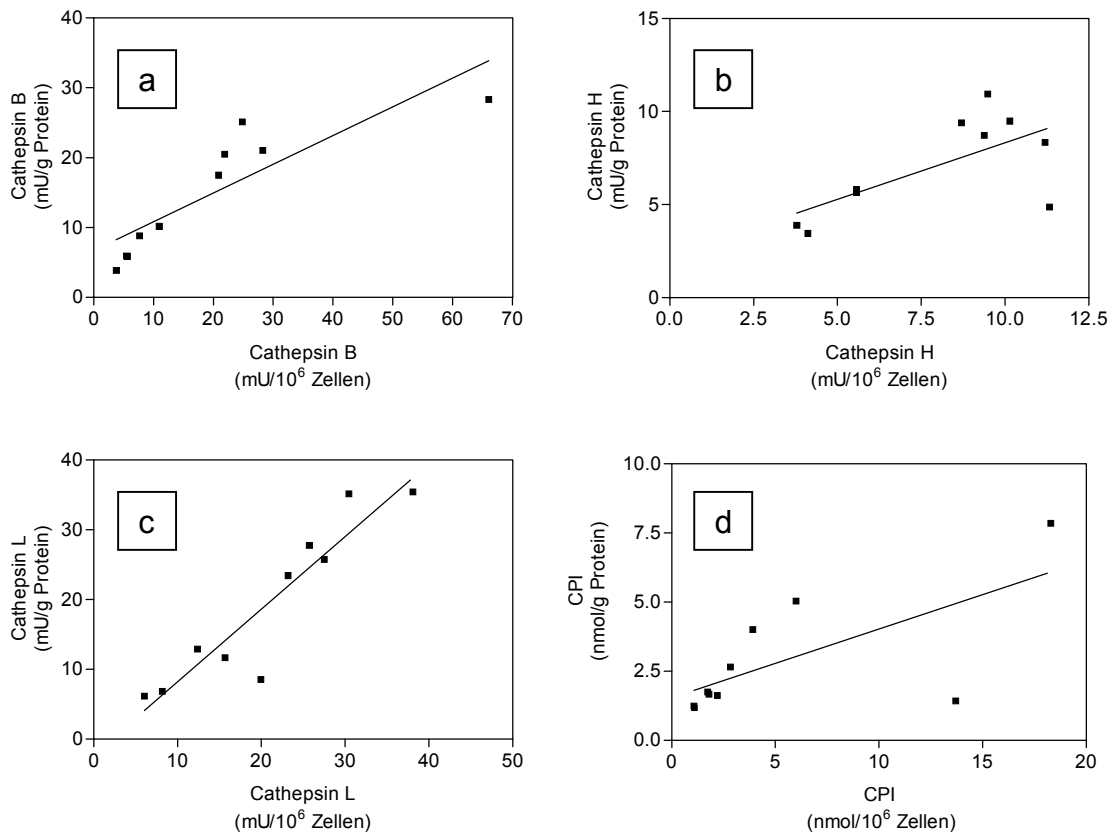 a
Cathepsin B
(mU/g Protein)
40
30
20
10
0
0 10 20 30 40 50 60 70
Cathepsin B
(mU/10⁶ Zellen)
b
Cathepsin H
(mU/g Protein)
15
10
5
0
0.0 2.5 5.0 7.5 10.0 12.5
Cathepsin H
(mU/10⁶ Zellen)
c
Cathepsin L
(mU/g Protein)
40
30
20
10
0
0 10 20 30 40 50
Cathepsin L
(mU/10⁶ Zellen)
d
CPI
(nmol/g Protein)
10.0
7.5
5.0
2.5
0.0
0 5 10 15 20
CPI
(nmol/10⁶ Zellen)